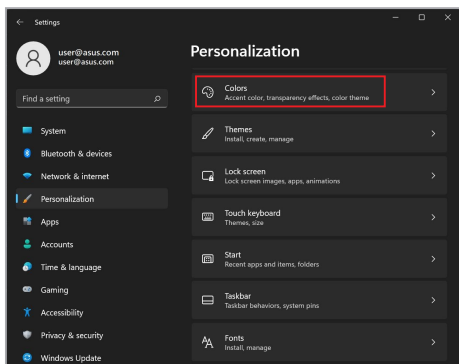 Settings
user@asus.com
user@asus.com
Find a setting
System
Bluetooth & devices
Network & internet
Personalization
Apps
Accounts
Time & language
Gaming
Accessibility
Privacy & security
Windows Update
Personalization
Colors
Accent color, transparency effects, color theme
Themes
Install, create, manage
Lock screen
Lock screen images, apps, animations
Touch keyboard
Themes, size
Start
Recent apps and items, folders
Taskbar
Taskbar behaviors, system pins
Fonts
Install, manage